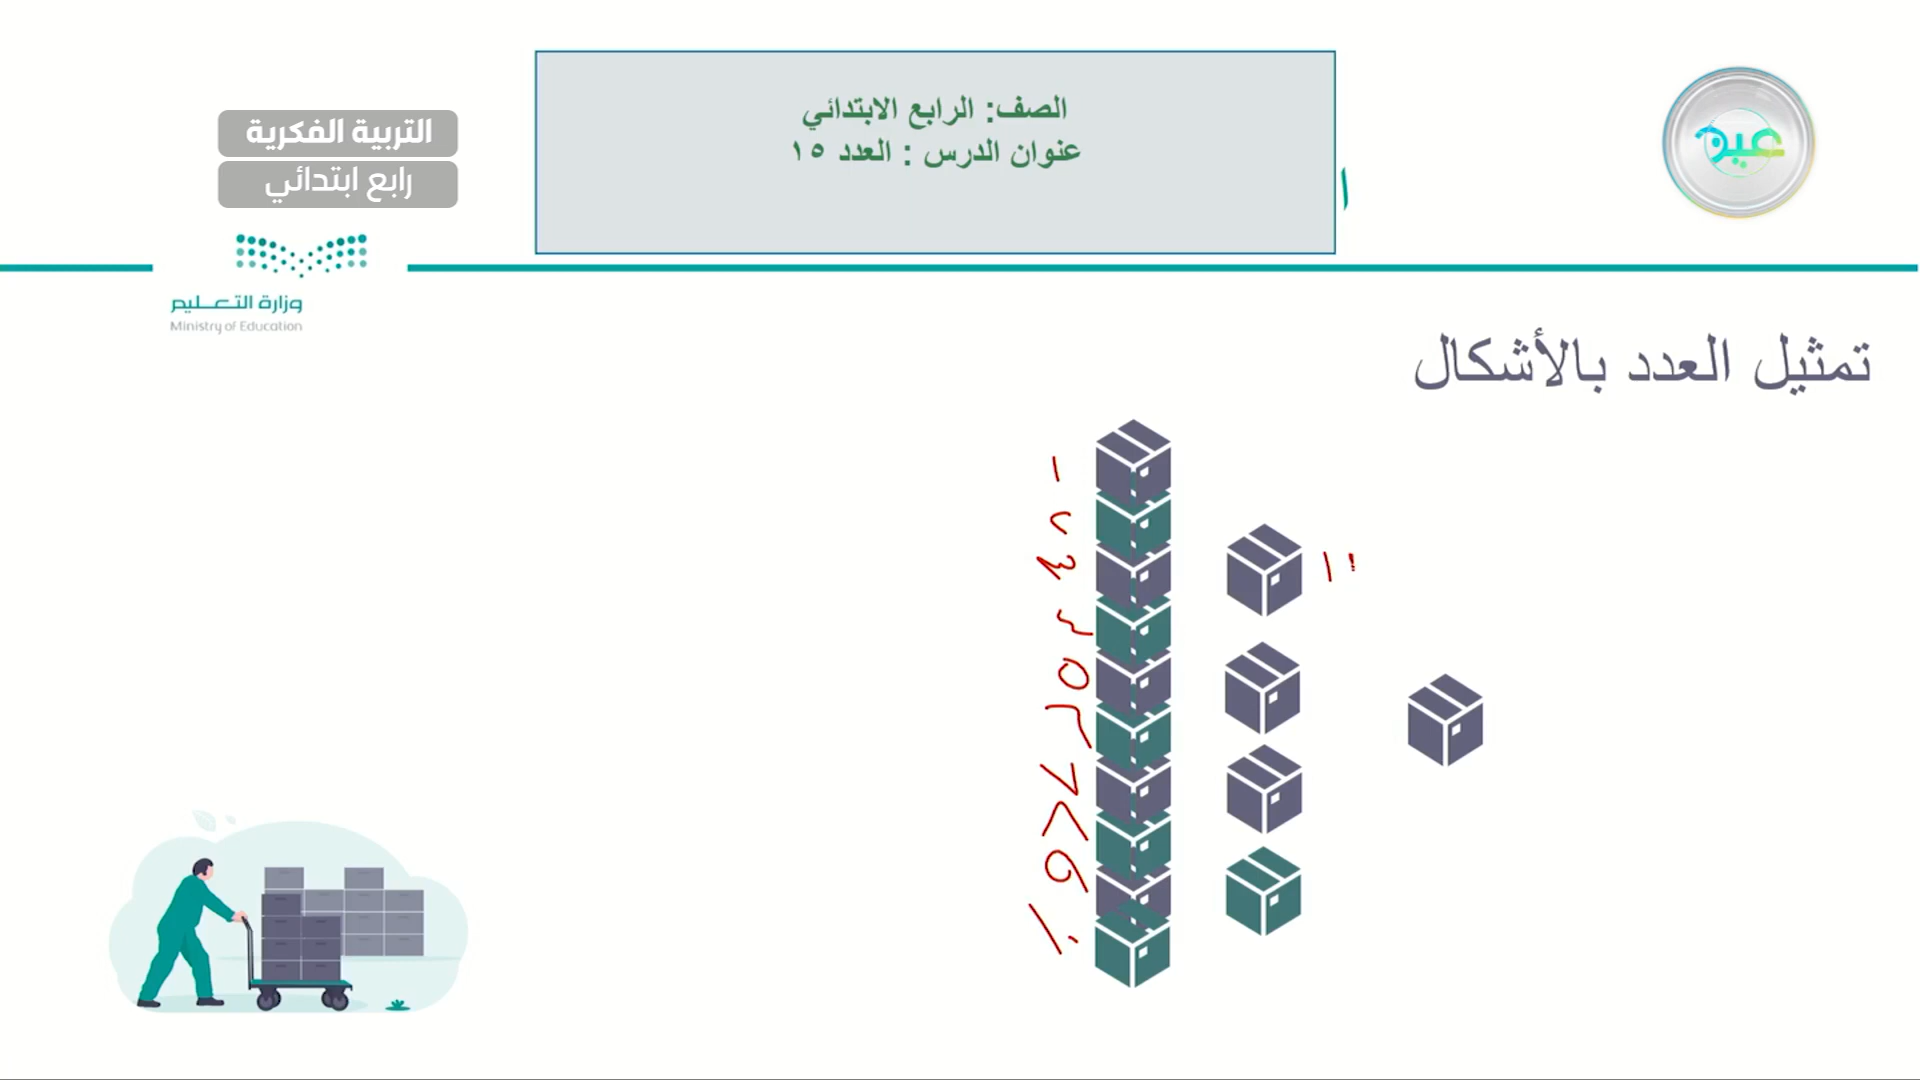 الصف: الرابع الابتدائي
عنوان الدرس : العدد ١٥
التربية الفكرية
رابع ابتدائي
عين
وزارة التعليم
Ministry of Education
تمثيل العدد بالأشكال
١
٢
٣
٤
٥
٦
٧
٨
٩
١٠